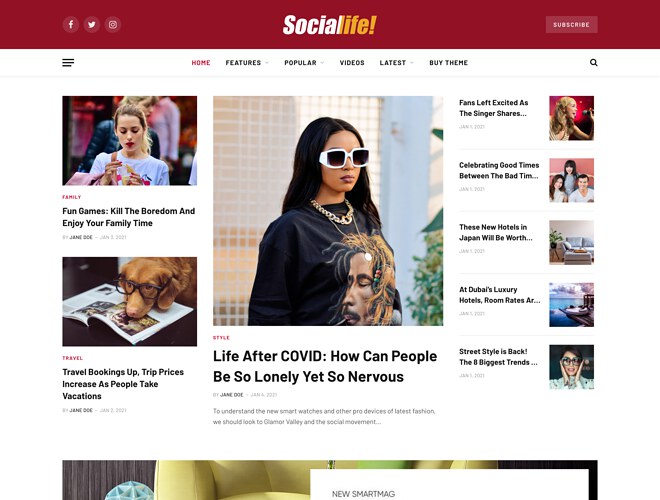 Sociallife!
SUBSCRIBE
HOME
FEATURES
POPULAR
VIDEOS
LATEST
BUY THEME
FAMILY
Fun Games: Kill The Boredom And
Enjoy Your Family Time
BY JANE DOE – JAN 3, 2021
TRAVEL
Travel Bookings Up, Trip Prices
Increase As People Take
Vacations
BY JANE DOE – JAN 2, 2021
STYLE
Life After COVID: How Can People
Be So Lonely Yet So Nervous
BY JANE DOE – JAN 4, 2021
To understand the new smart watches and other pro devices of latest fashion,
we should look to Glamor Valley and the social movement...
Fans Left Excited As
The Singer Shares...
JAN 1, 2021
Celebrating Good Times
Between The Bad Tim...
JAN 1, 2021
These New Hotels in
Japan Will Be Worth...
JAN 1, 2021
At Dubai's Luxury
Hotels, Room Rates Ar...
JAN 1, 2021
Street Style is Back!
The 8 Biggest Trends ...
JAN 1, 2021
NEW SMARTMAG